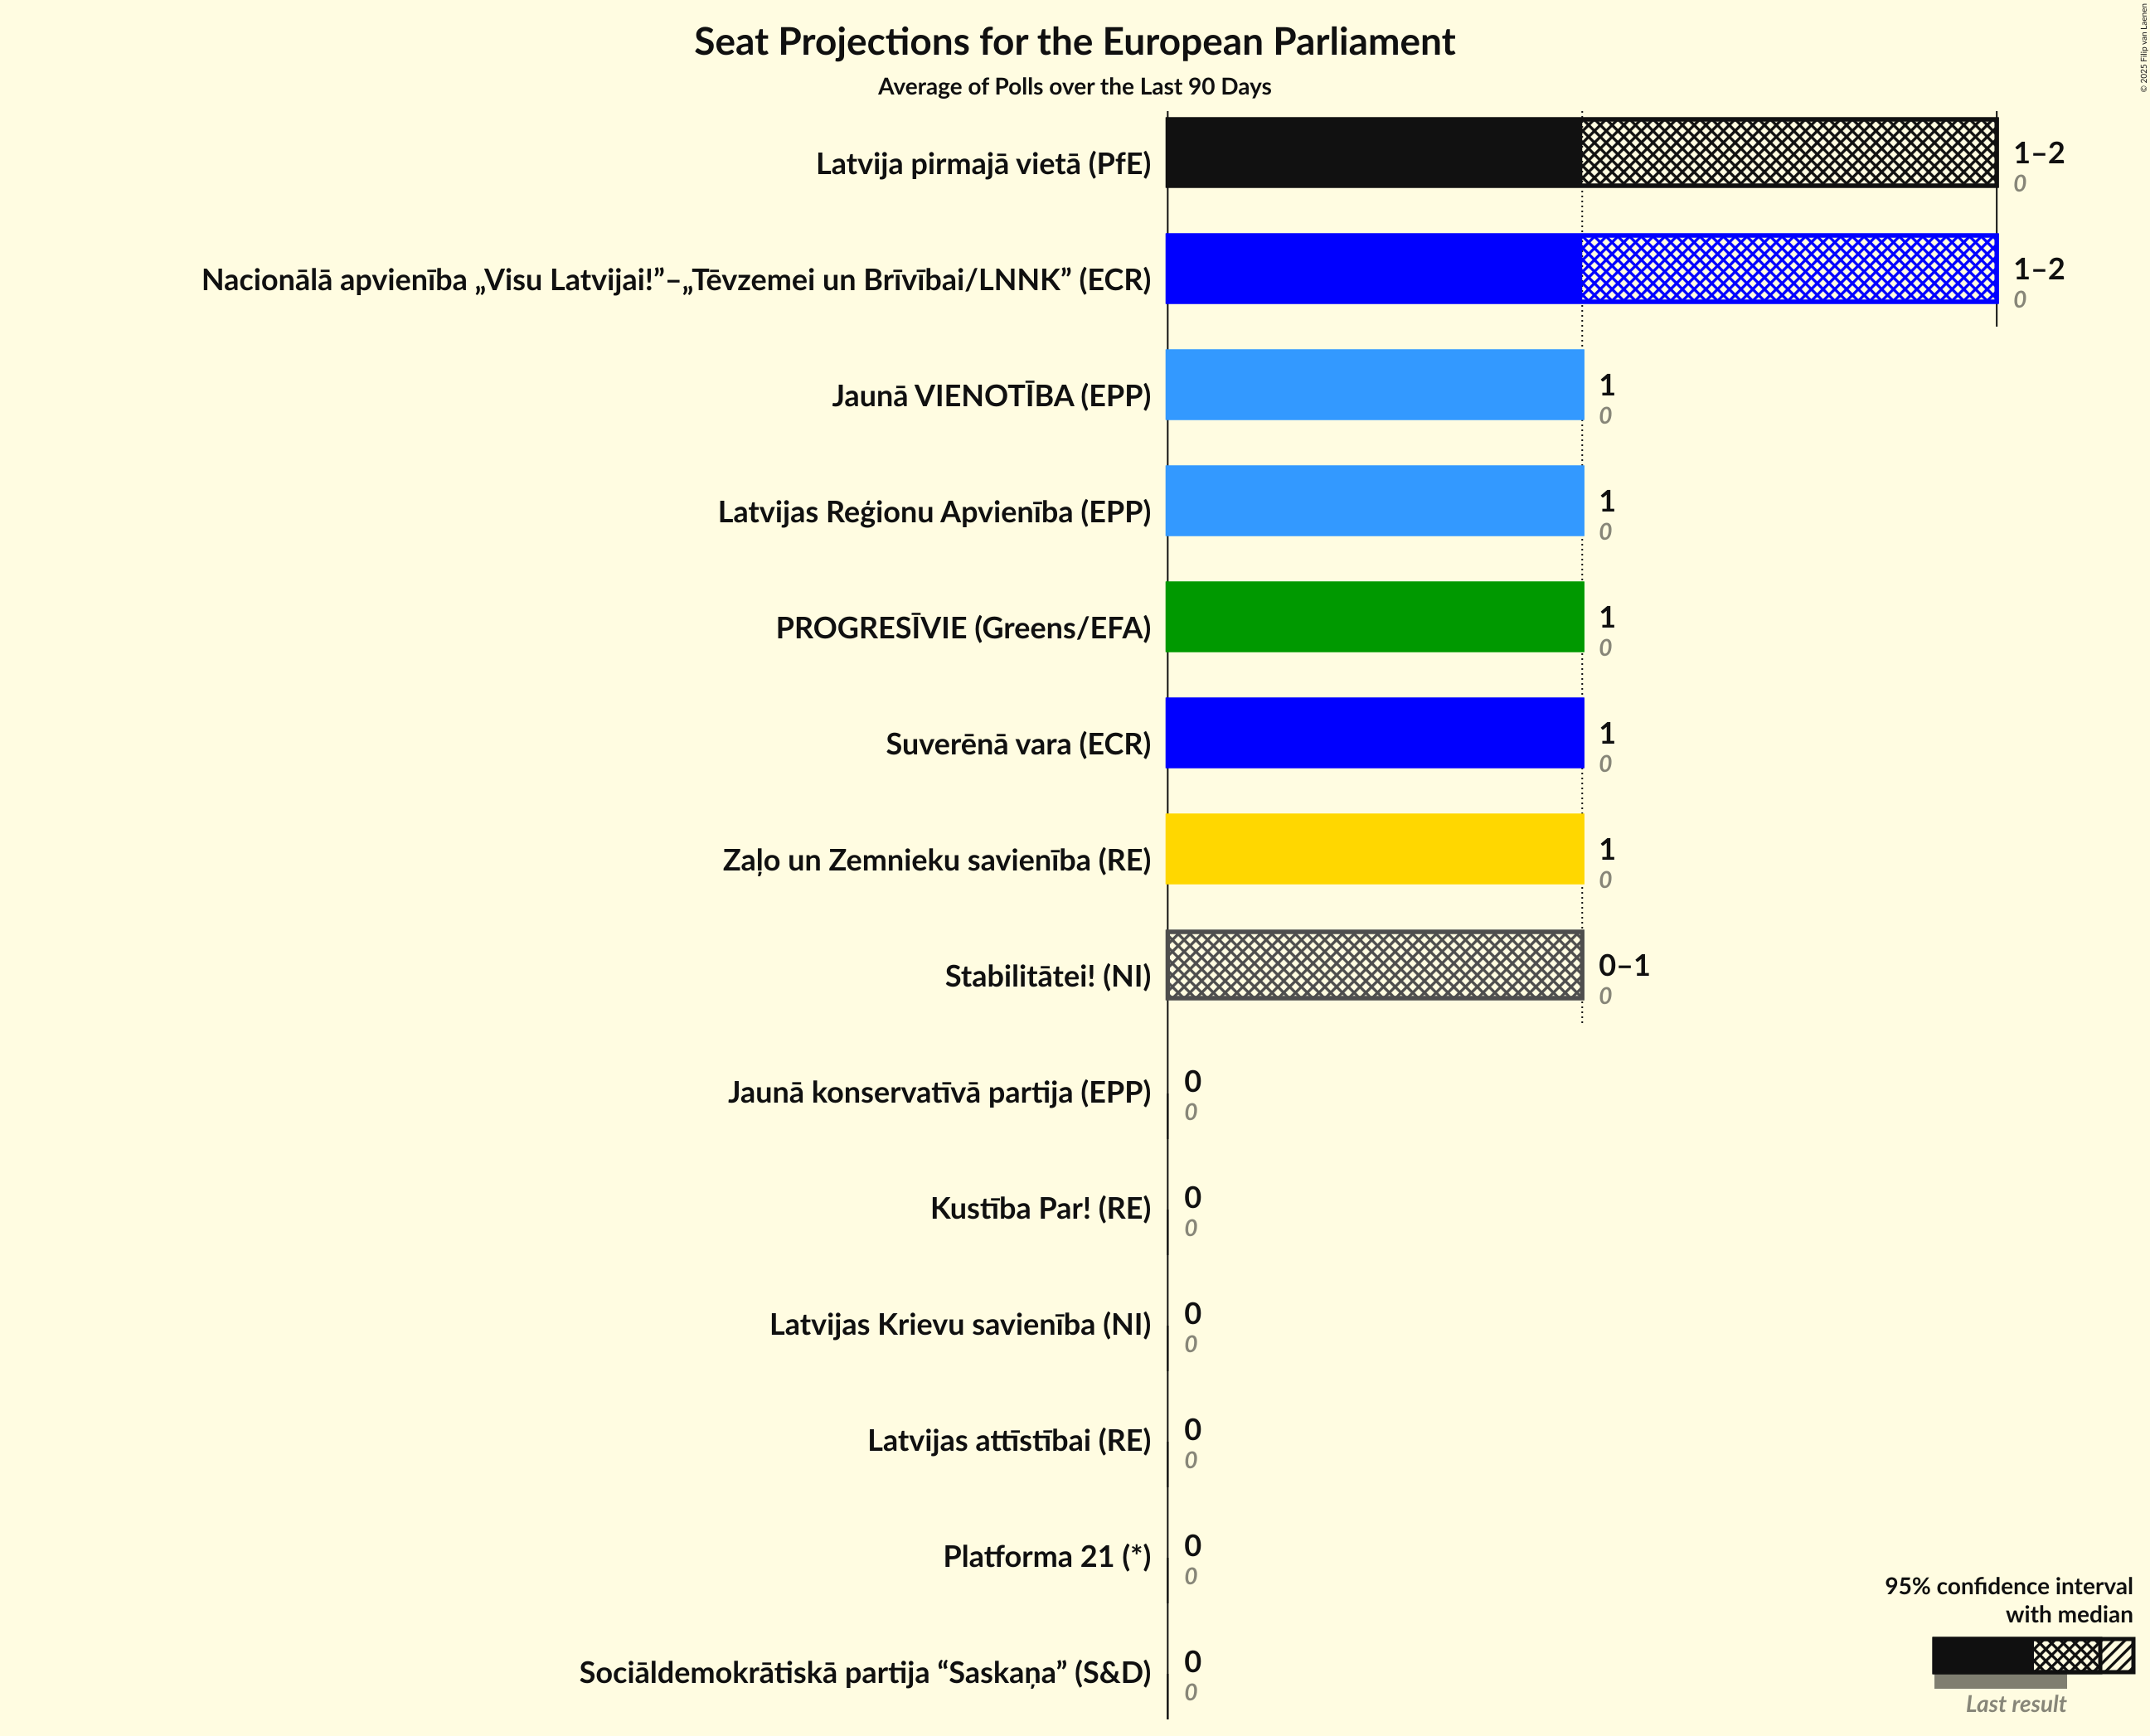 Seat Projections for the European Parliament
Average of Polls over the Last 90 Days
© 2025 Filip van Laenen
Latvija pirmajā vietā (PfE)
1–2
0
Nacionālā apvienība „Visu Latvijai!”–„Tēvzemei un Brīvībai/LNNK” (ECR)
1–2
0
Jaunā VIENOTĪBA (EPP)
1
0
Latvijas Reģionu Apvienība (EPP)
1
0
PROGRESĪVIE (Greens/EFA)
1
0
Suverēnā vara (ECR)
1
0
Zaļo un Zemnieku savienība (RE)
1
0
Stabilitātei! (NI)
0–1
0
Jaunā konservatīvā partija (EPP)
0
0
Kustība Par! (RE)
0
0
Latvijas Krievu savienība (NI)
0
0
Latvijas attīstībai (RE)
0
0
Platforma 21 (*)
0
0
Sociāldemokrātiskā partija “Saskaņa” (S&D)
0
0
95% confidence interval
with median
Last result